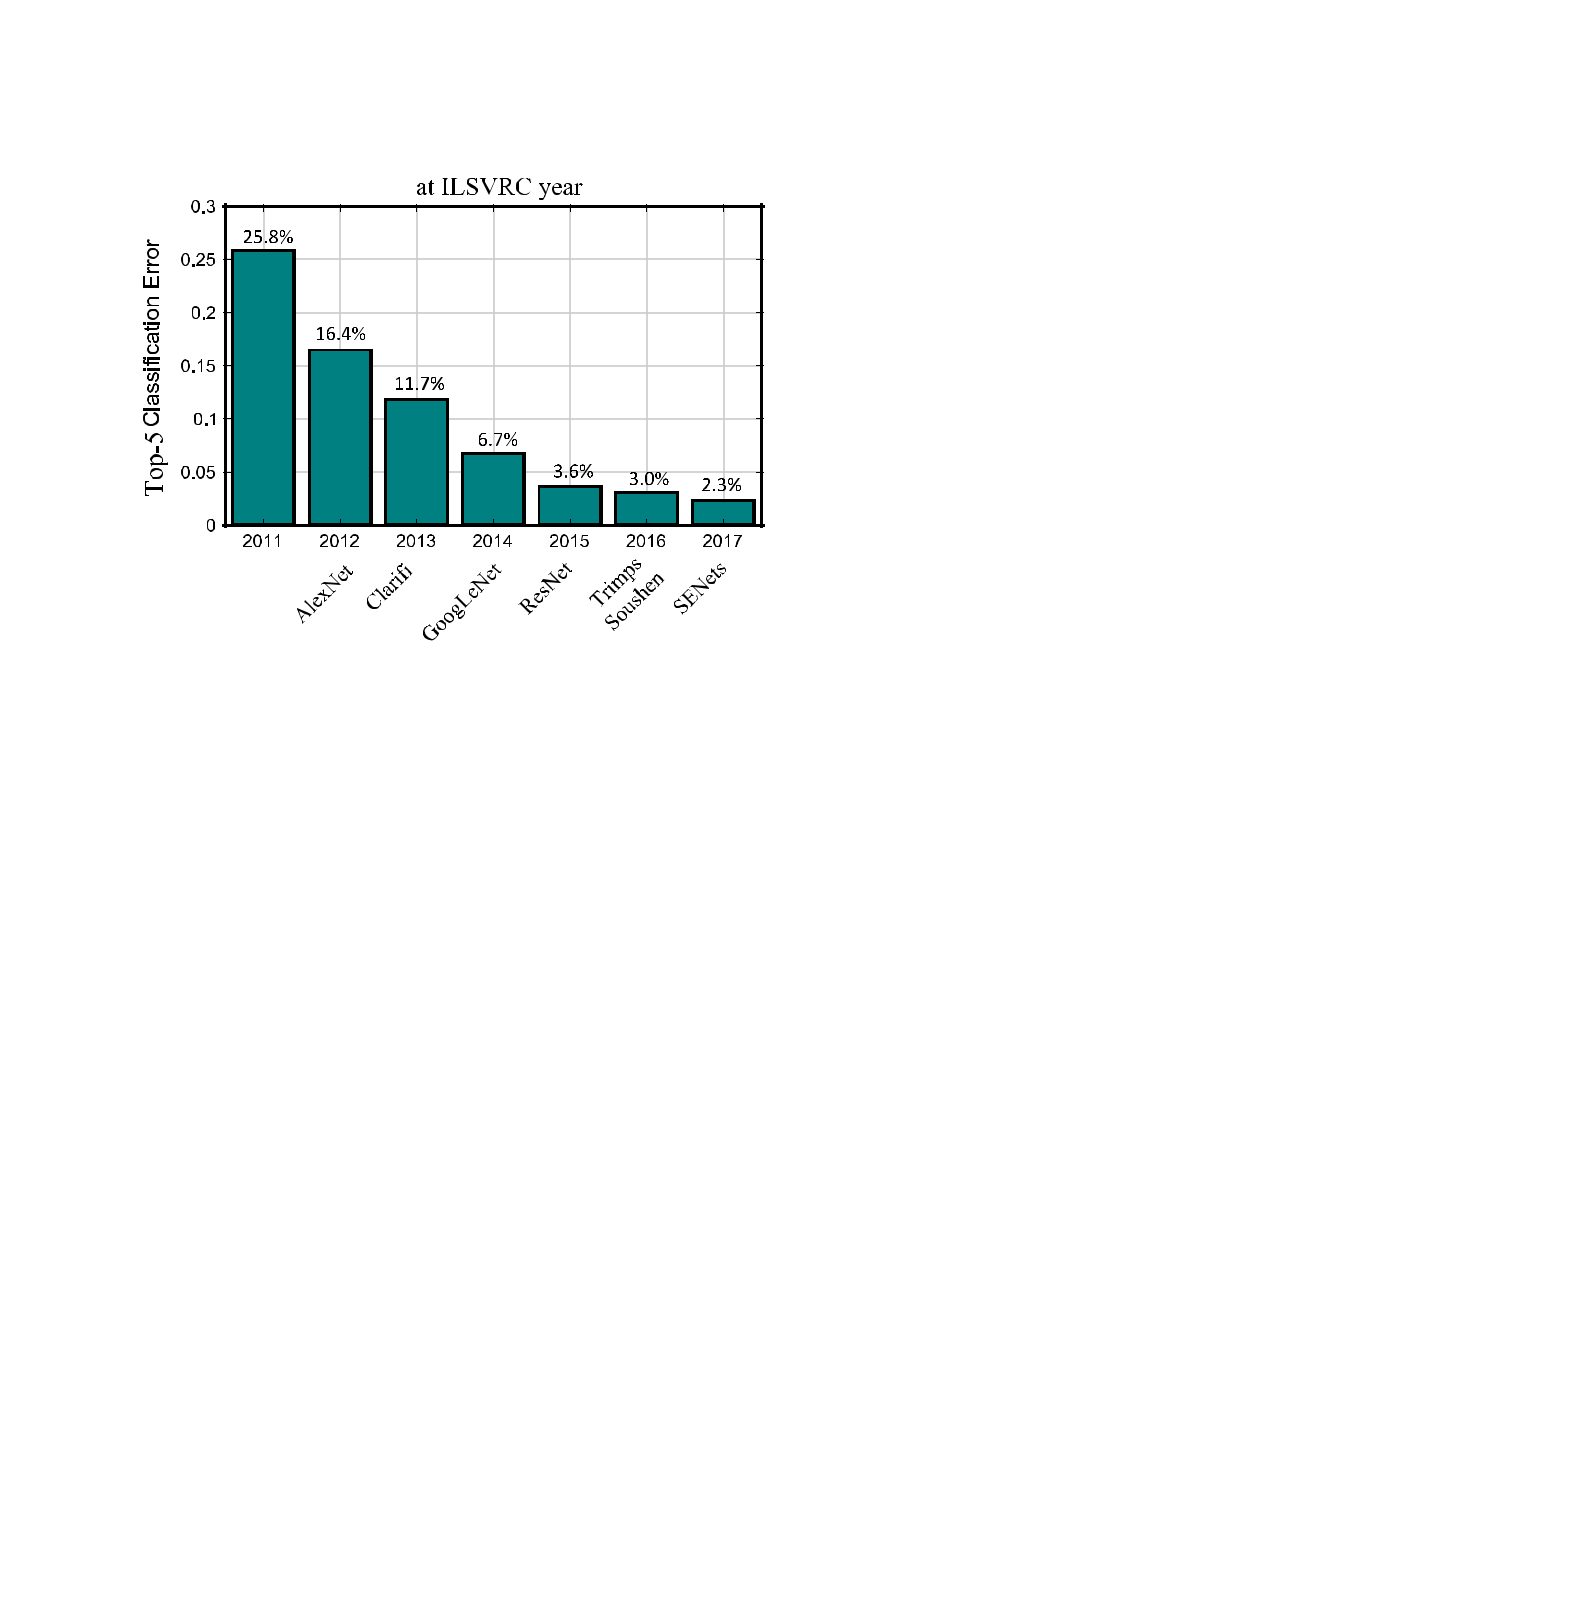 at ILSVRC year
Top-5 Classification Error
0.3
0.25
0.2
0.15
0.1
0.05
0
25.8%
16.4%
11.7%
6.7%
3.6%
3.0%
2.3%
2011
2012
2013
2014
2015
2016
2017
AlexNet
Clarifi
GoogLeNet
ResNet
Trimps
Soushen
SENets